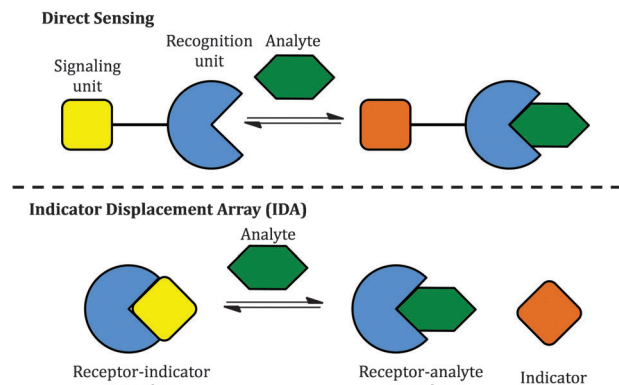 Direct Sensing
Recognition
unit
Analyte
Signaling
unit
Indicator Displacement Array (IDA)
Analyte
Receptor-indicator
Receptor-analyte
Indicator